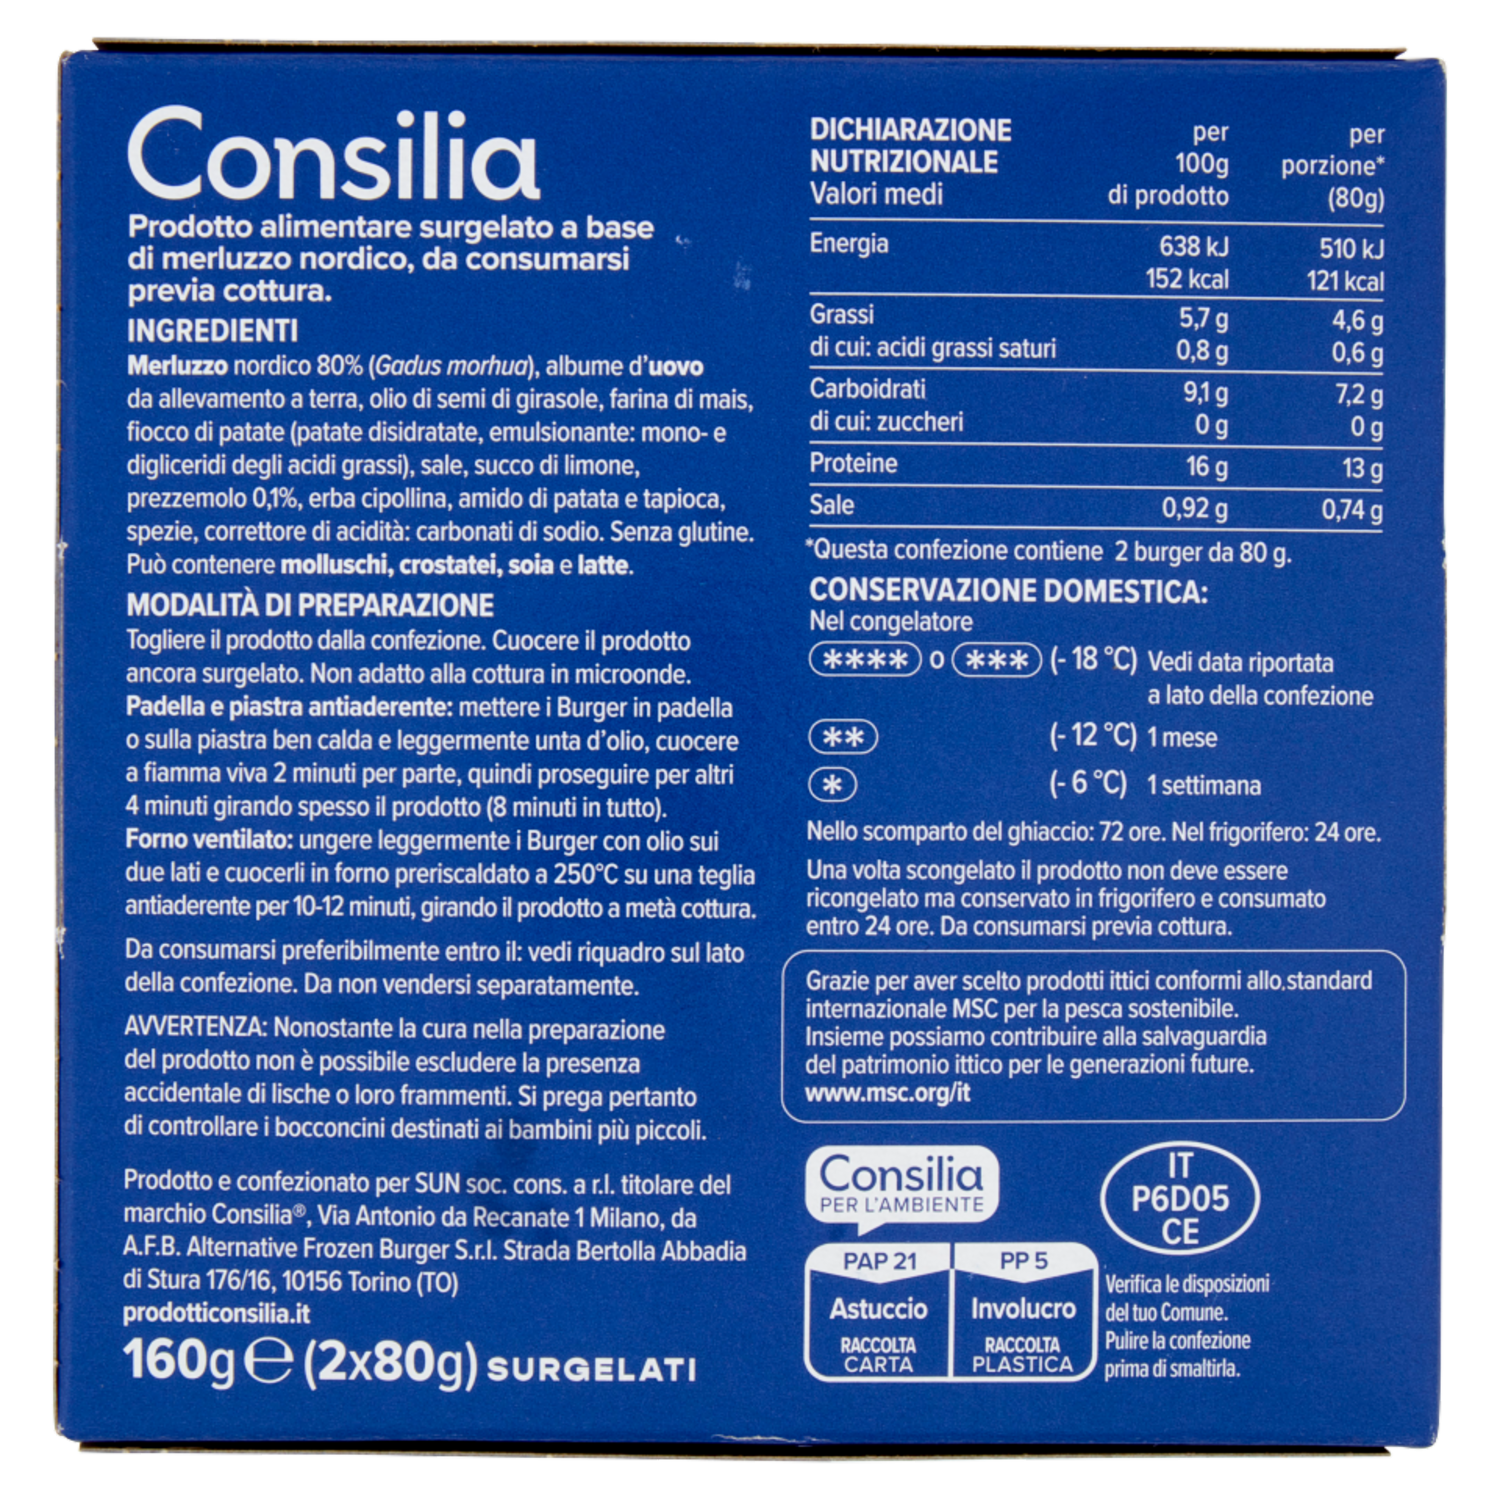 Consilia
Prodotto alimentare surgelato a base
di merluzzo nordico, da consumarsi
previa cottura.
INGREDIENTI
Merluzzo nordico 80% (Gadus morhua), albume d'uovo
da allevamento a terra, olio di semi di girasole, farina di mais,
fiocco di patate (patate disidratate, emulsionante: mono- e
digliceridi degli acidi grassi), sale, succo di limone,
prezzemolo 0,1%, erba cipollina, amido di patata e tapioca,
spezie, correttore di acidità: carbonati di sodio. Senza glutine.
Può contenere molluschi, crostatei, soia e latte.
MODALITÀ DI PREPARAZIONE
Togliere il prodotto dalla confezione. Cuocere il prodotto
ancora surgelato. Non adatto alla cottura in microonde.
Padella e piastra antiaderente: mettere i Burger in padella
o sulla piastra ben calda e leggermente unta d'olio, cuocere
a fiamma viva 2 minuti per parte, quindi proseguire per altri
4 minuti girando spesso il prodotto (8 minuti in tutto).
Forno ventilato: ungere leggermente i Burger con olio sui
due lati e cuocerli in forno preriscaldato a 250°C su una teglia
antiaderente per 10-12 minuti, girando il prodotto a metà cottura.
Da consumarsi preferibilmente entro il: vedi riquadro sul lato
della confezione. Da non vendersi separatamente.
AVVERTENZA: Nonostante la cura nella preparazione
del prodotto non è possibile escludere la presenza
accidentale di lische o loro frammenti. Si prega pertanto
di controllare i bocconcini destinati ai bambini più piccoli.
Prodotto e confezionato per SUN soc. cons. a r.l. titolare del
marchio Consilia®, Via Antonio da Recanate 1 Milano, da
A.F.B. Alternative Frozen Burger S.r.l. Strada Bertolla Abbadia
di Stura 176/16, 10156 Torino (TO)
prodotticonsilia.it
160g ℮ (2x80g) SURGELATI
DICHIARAZIONE NUTRIZIONALE Valori medi per 100g di prodotto per porzione* (80g)
Energia 638 kJ 510 kJ
152 kcal 121 kcal
Grassi 5,7 g 4,6 g
di cui: acidi grassi saturi 0,8 g 0,6 g
Carboidrati 9,1 g 7,2 g
di cui: zuccheri 0 g 0 g
Proteine 16 g 13 g
Sale 0,92 g 0,74 g
*Questa confezione contiene 2 burger da 80 g.
CONSERVAZIONE DOMESTICA:
Nel congelatore
**** o *** (- 18 °C) Vedi data riportata
a lato della confezione
** (- 12 °C) 1 mese
* (- 6 °C) 1 settimana
Nello scomparto del ghiaccio: 72 ore. Nel frigorifero: 24 ore.
Una volta scongelato il prodotto non deve essere
ricongelato ma conservato in frigorifero e consumato
entro 24 ore. Da consumarsi previa cottura.
Grazie per aver scelto prodotti ittici conformi allo standard
internazionale MSC per la pesca sostenibile.
Insieme possiamo contribuire alla salvaguardia
del patrimonio ittico per le generazioni future.
www.msc.org/it
Consilia
PER L'AMBIENTE
IT
P6D05
CE
PAP 21 PP 5
Astuccio Involucro
RACCOLTA RACCOLTA
CARTA PLASTICA
Verifica le disposizioni
del tuo Comune.
Pulire la confezione
prima di smaltirla.